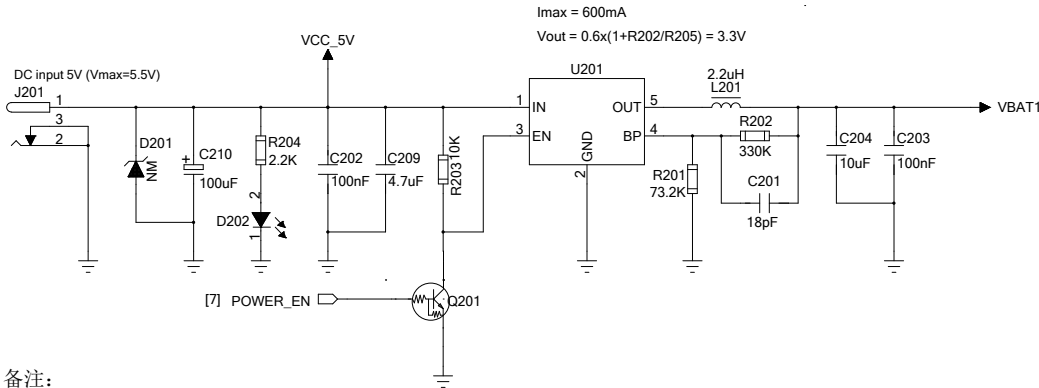 Imax = 600mA
Vout = 0.6x(1+R202/R205) = 3.3V
VCC_5V
DC input 5V (Vmax=5.5V)
J201
1
3
2
D201
NM
C210
100uF
R204
2.2K
2
D202
1
C202
100nF
C209
4.7uF
R203
10K
U201
1
IN
OUT
5
3
EN
BP
4
GND
2
2.2uH
L201
VBAT1
R202
330K
R201
73.2K
C201
18pF
C204
10uF
C203
100nF
[7]
POWER_EN
Q201
备注：